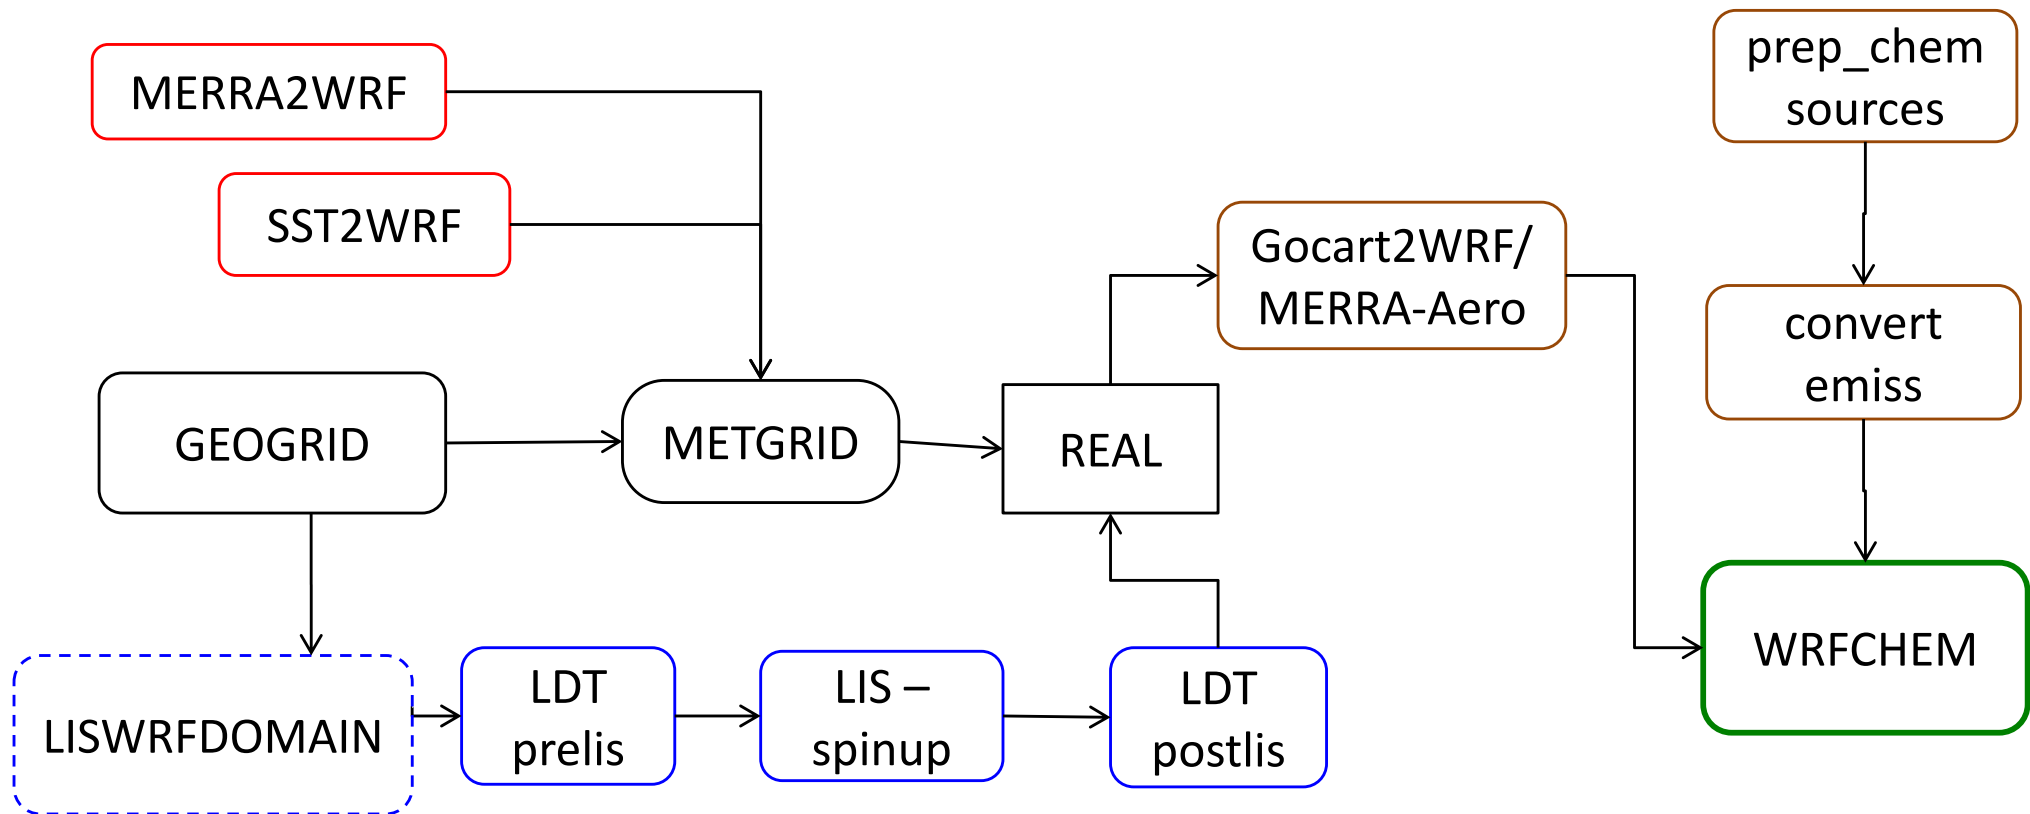 MERRA2WRF
SST2WRF
GEOGRID
METGRID
REAL
Gocart2WRF/
MERRA-Aero
prep_chem
sources
convert
emiss
WRFCHEM
LISWRFDOMAIN
LDT
prelis
LIS –
spinup
LDT
postlis